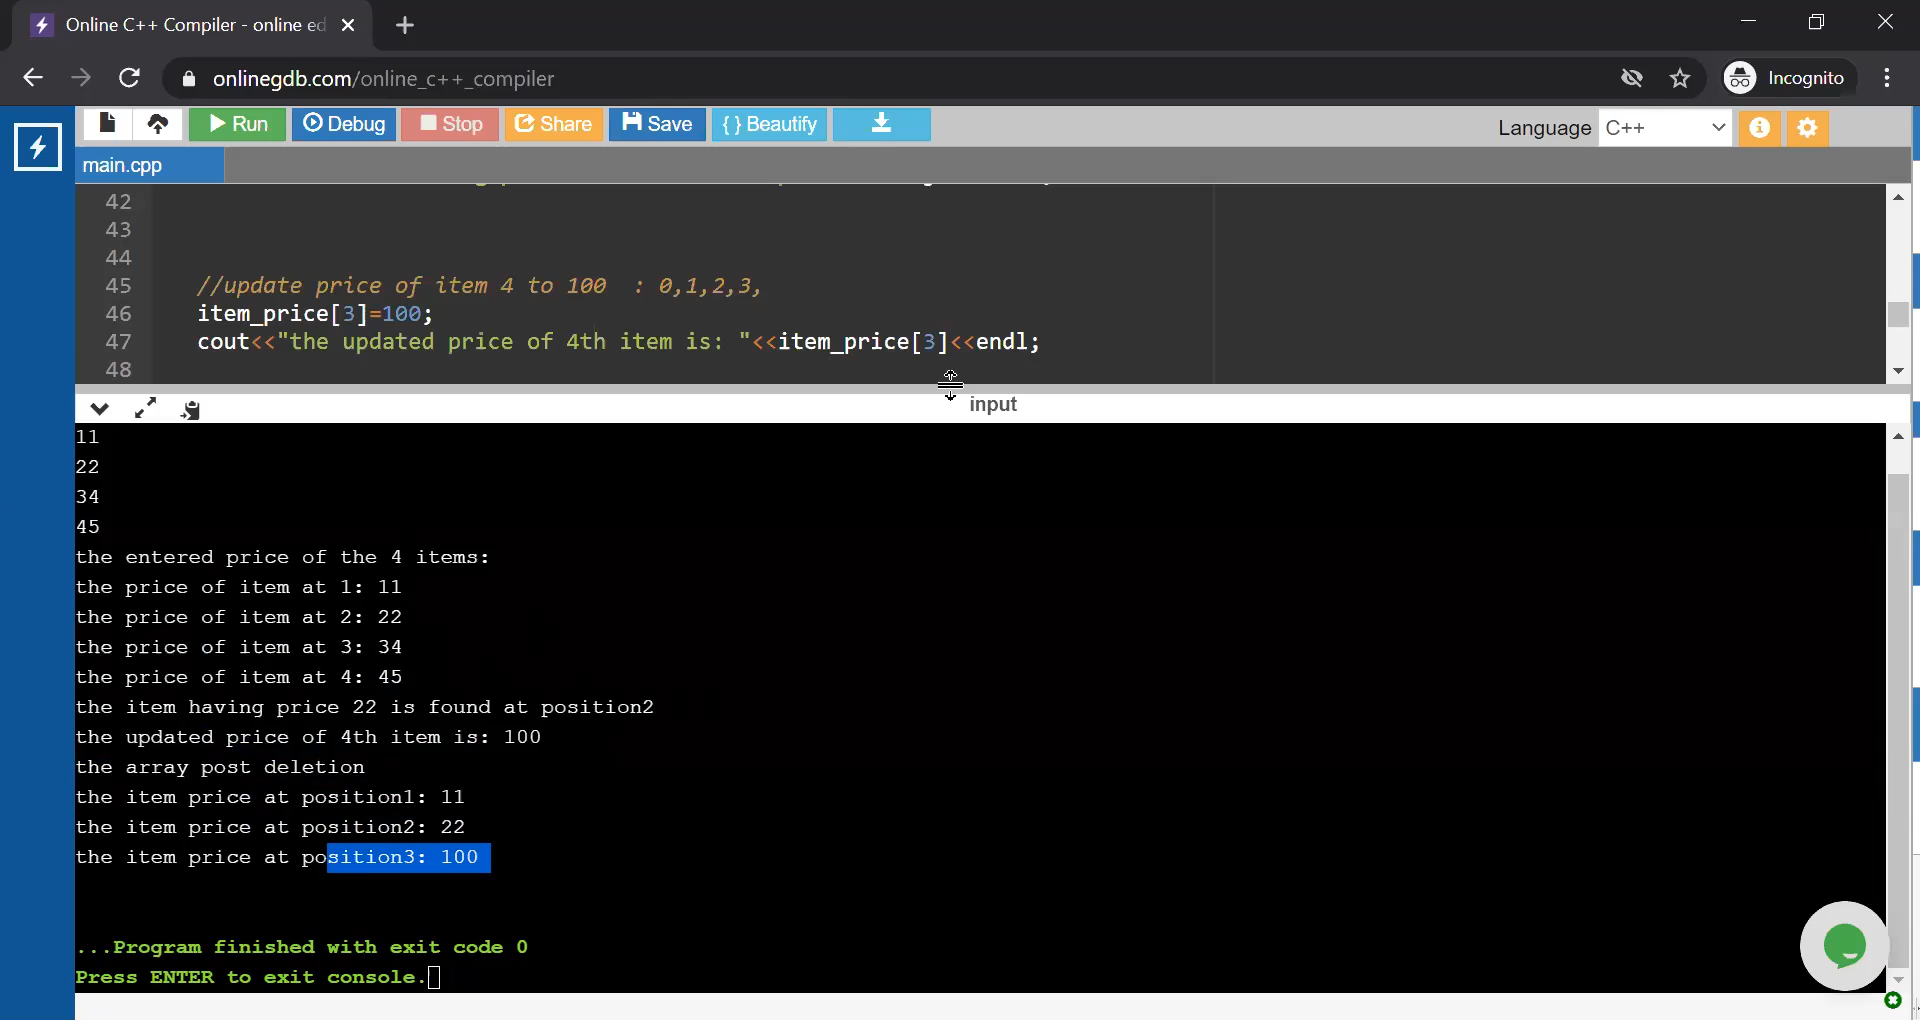 Online C++ Compiler - online ed
onlinegdb.com/online_c++_compiler
Incognito
Run Debug Stop Share Save { } Beautify
Language C++
main.cpp
42
43
44
45 //update price of item 4 to 100  : 0,1,2,3,
46 item_price[3]=100;
47 cout<<"the updated price of 4th item is: "<<item_price[3]<<endl;
48
input
11
22
34
45
the entered price of the 4 items:
the price of item at 1: 11
the price of item at 2: 22
the price of item at 3: 34
the price of item at 4: 45
the item having price 22 is found at position2
the updated price of 4th item is: 100
the array post deletion
the item price at position1: 11
the item price at position2: 22
the item price at position3: 100
...Program finished with exit code 0
Press ENTER to exit console.